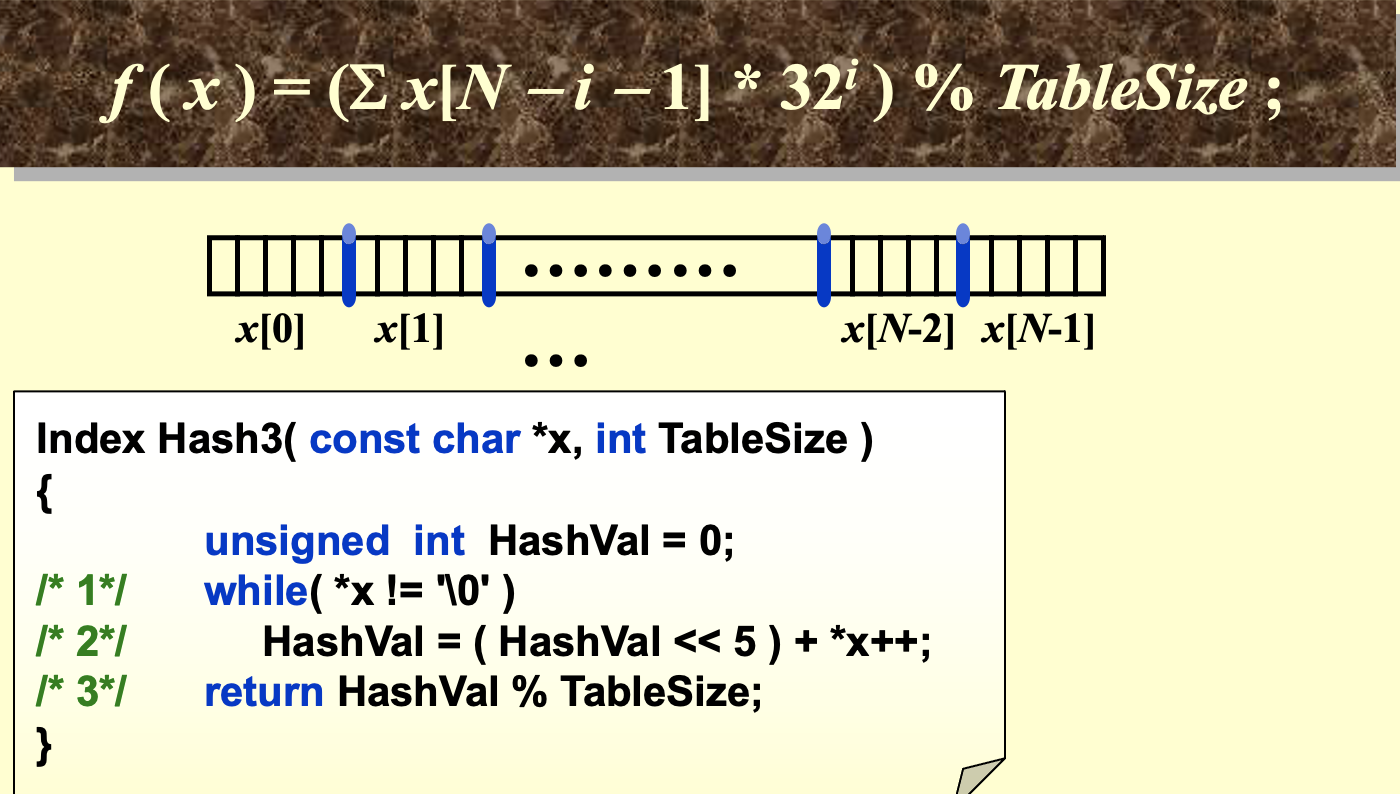 f ( x ) = (Σ x[N – i – 1] * 32ⁱ ) % TableSize ;
•••••••••
x[0] x[1] x[N-2] x[N-1]
•••
Index Hash3( const char *x, int TableSize )
{
unsigned int HashVal = 0;
/* 1*/ while( *x != '\0' )
/* 2*/ HashVal = ( HashVal << 5 ) + *x++;
/* 3*/ return HashVal % TableSize;
}